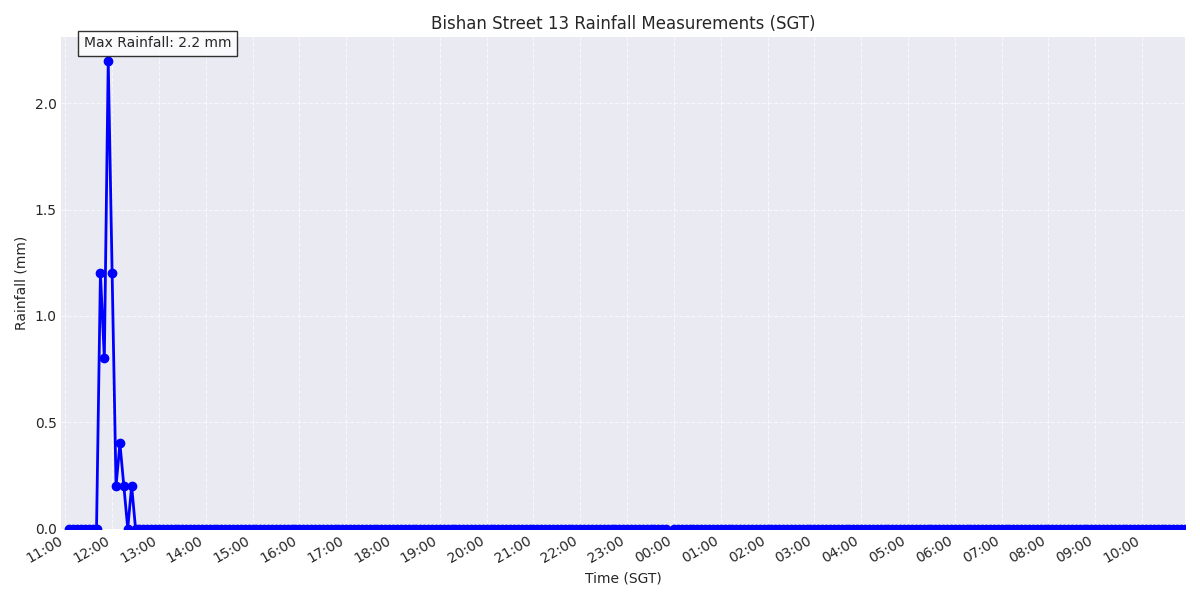 Bishan Street 13 Rainfall Measurements (SGT)
Max Rainfall: 2.2 mm
Rainfall (mm)
2.0
1.5
1.0
0.5
0.0
11:00 12:00 13:00 14:00 15:00 16:00 17:00 18:00 19:00 20:00 21:00 22:00 23:00 00:00 01:00 02:00 03:00 04:00 05:00 06:00 07:00 08:00 09:00 10:00
Time (SGT)